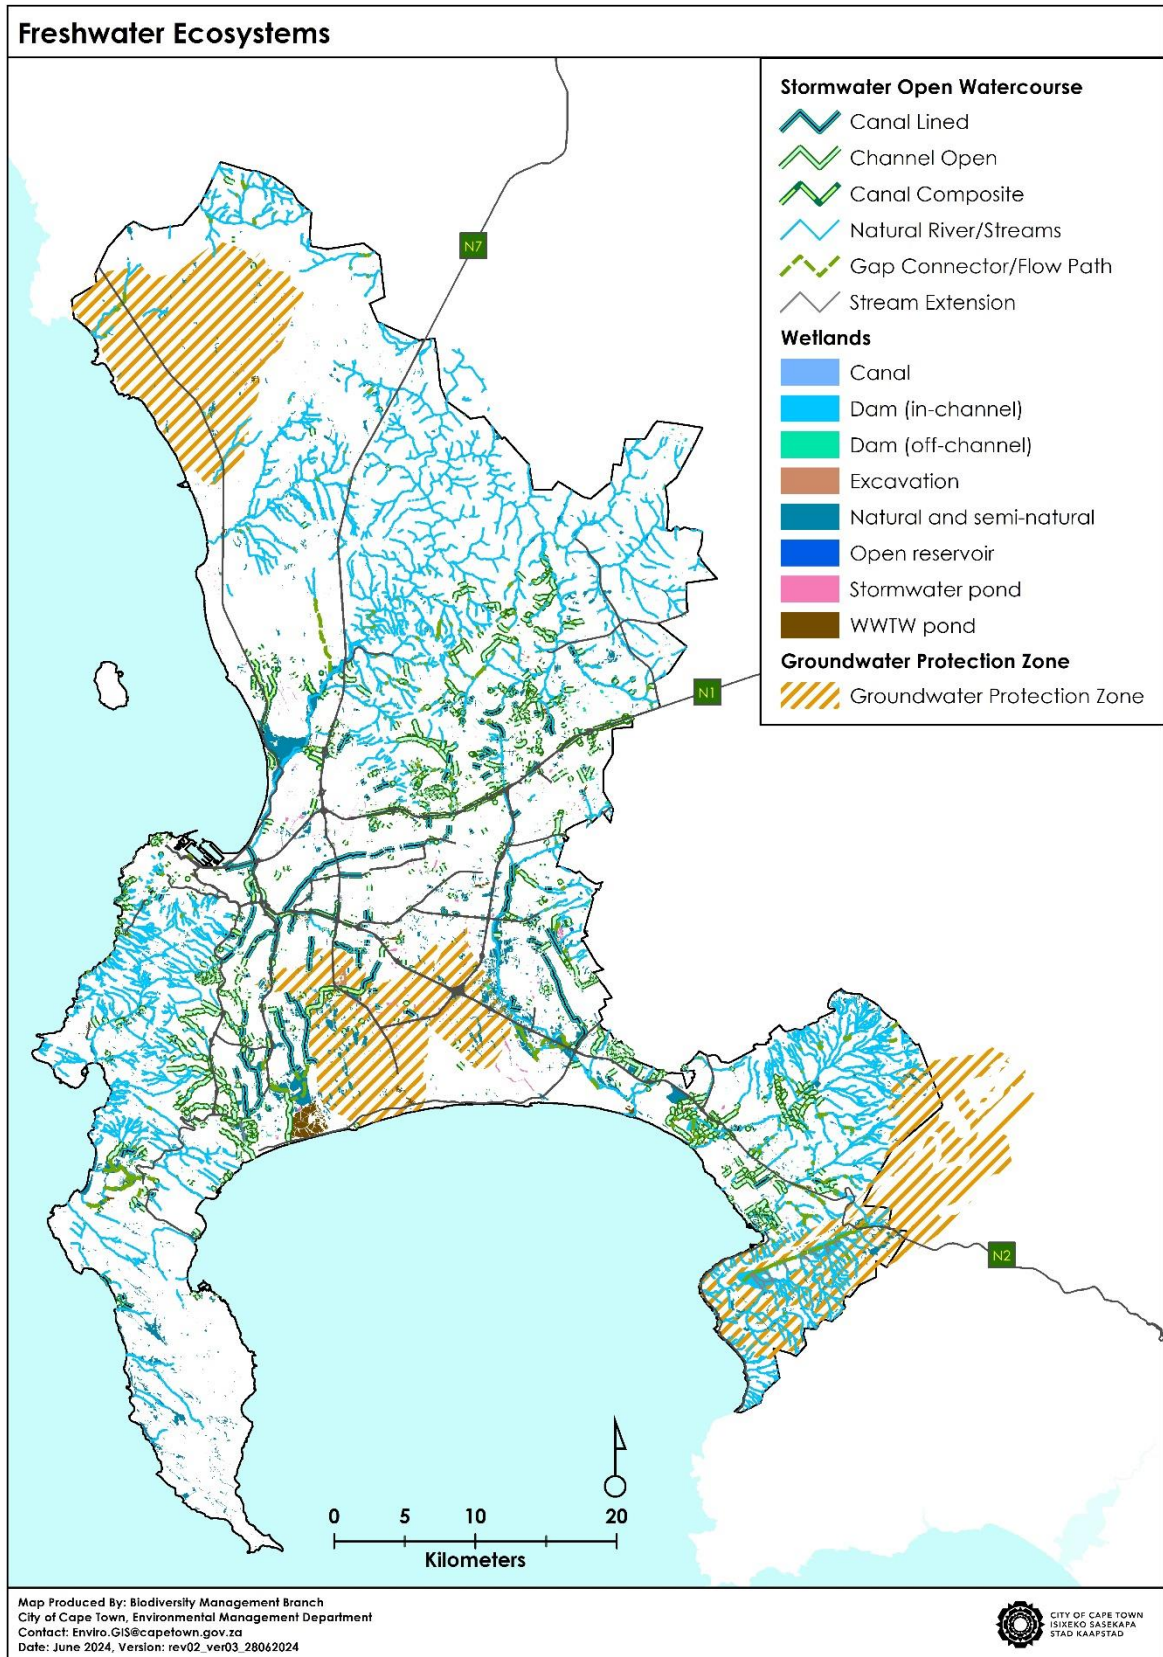 Freshwater Ecosystems
Stormwater Open Watercourse
Canal Lined
Channel Open
Canal Composite
Natural River/Streams
Gap Connector/Flow Path
Stream Extension
Wetlands
Canal
Dam (in-channel)
Dam (off-channel)
Excavation
Natural and semi-natural
Open reservoir
Stormwater pond
WWTW pond
Groundwater Protection Zone
Groundwater Protection Zone
N7
N1
N2
0 5 10 20
Kilometers
Map Produced By: Biodiversity Management Branch
City of Cape Town, Environmental Management Department
Contact: Enviro.GIS@capetown.gov.za
Date: June 2024, Version: rev02_ver03_28062024
CITY OF CAPE TOWN
ISIXEKO SASEKAPA
STAD KAAPSTAD